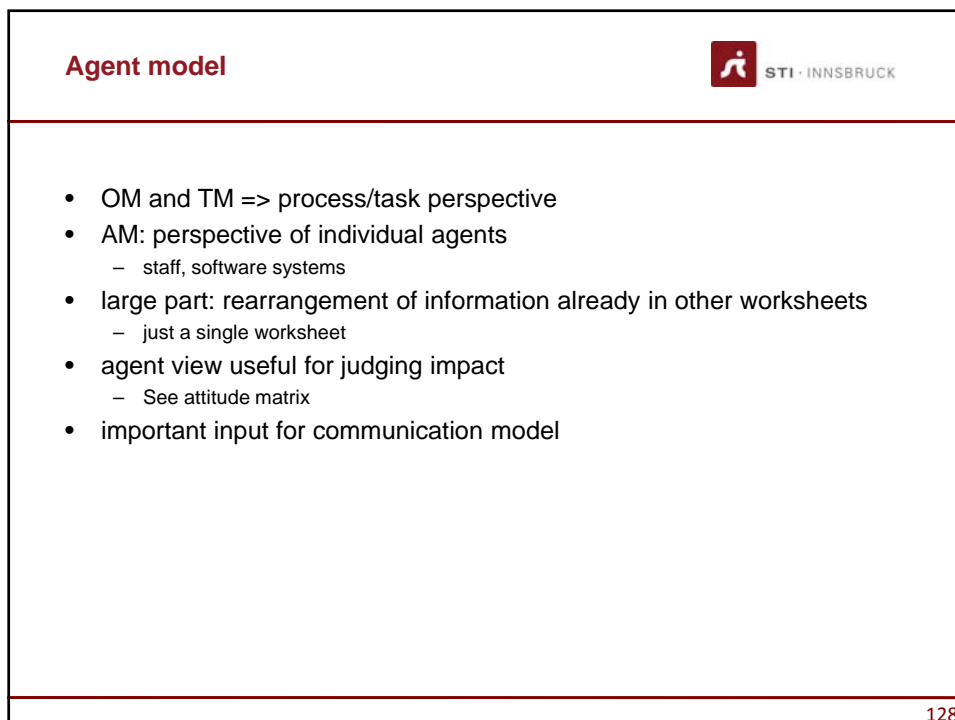 Agent model
STI · INNSBRUCK
• OM and TM => process/task perspective
• AM: perspective of individual agents
– staff, software systems
• large part: rearrangement of information already in other worksheets
– just a single worksheet
• agent view useful for judging impact
– See attitude matrix
• important input for communication model
128